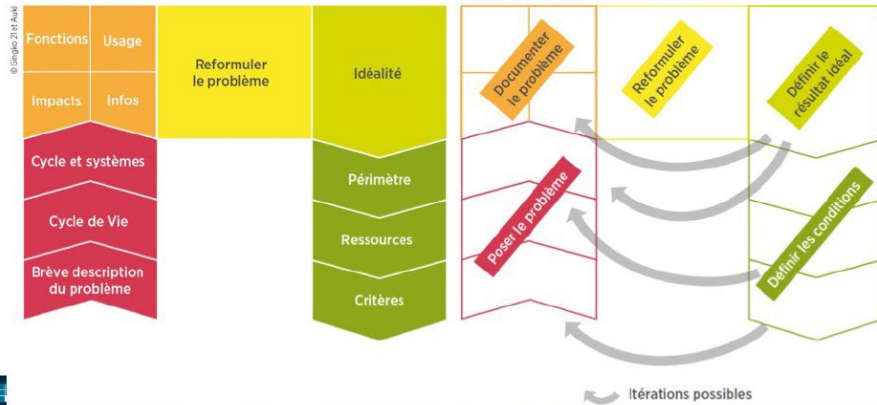 © Gingko 21 et Auki
Fonctions
Usage
Impacts
Infos
Reformuler
le problème
Idéalité
Cycle et systèmes
Cycle de Vie
Brève description
du problème
Périmètre
Ressources
Critères
Documenter
le problème
Reformuler
le problème
Définir le
résultat idéal
Poser le problème
Définir les conditions
Itérations possibles